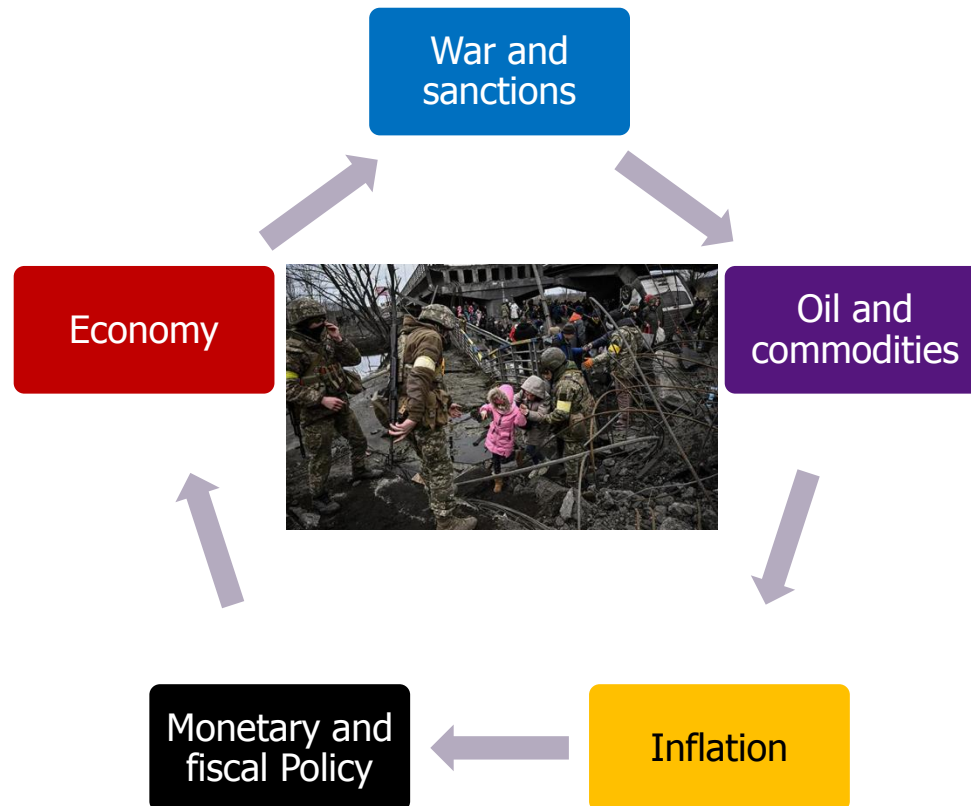 War and
sanctions
Economy
Oil and
commodities
Monetary and
fiscal Policy
Inflation